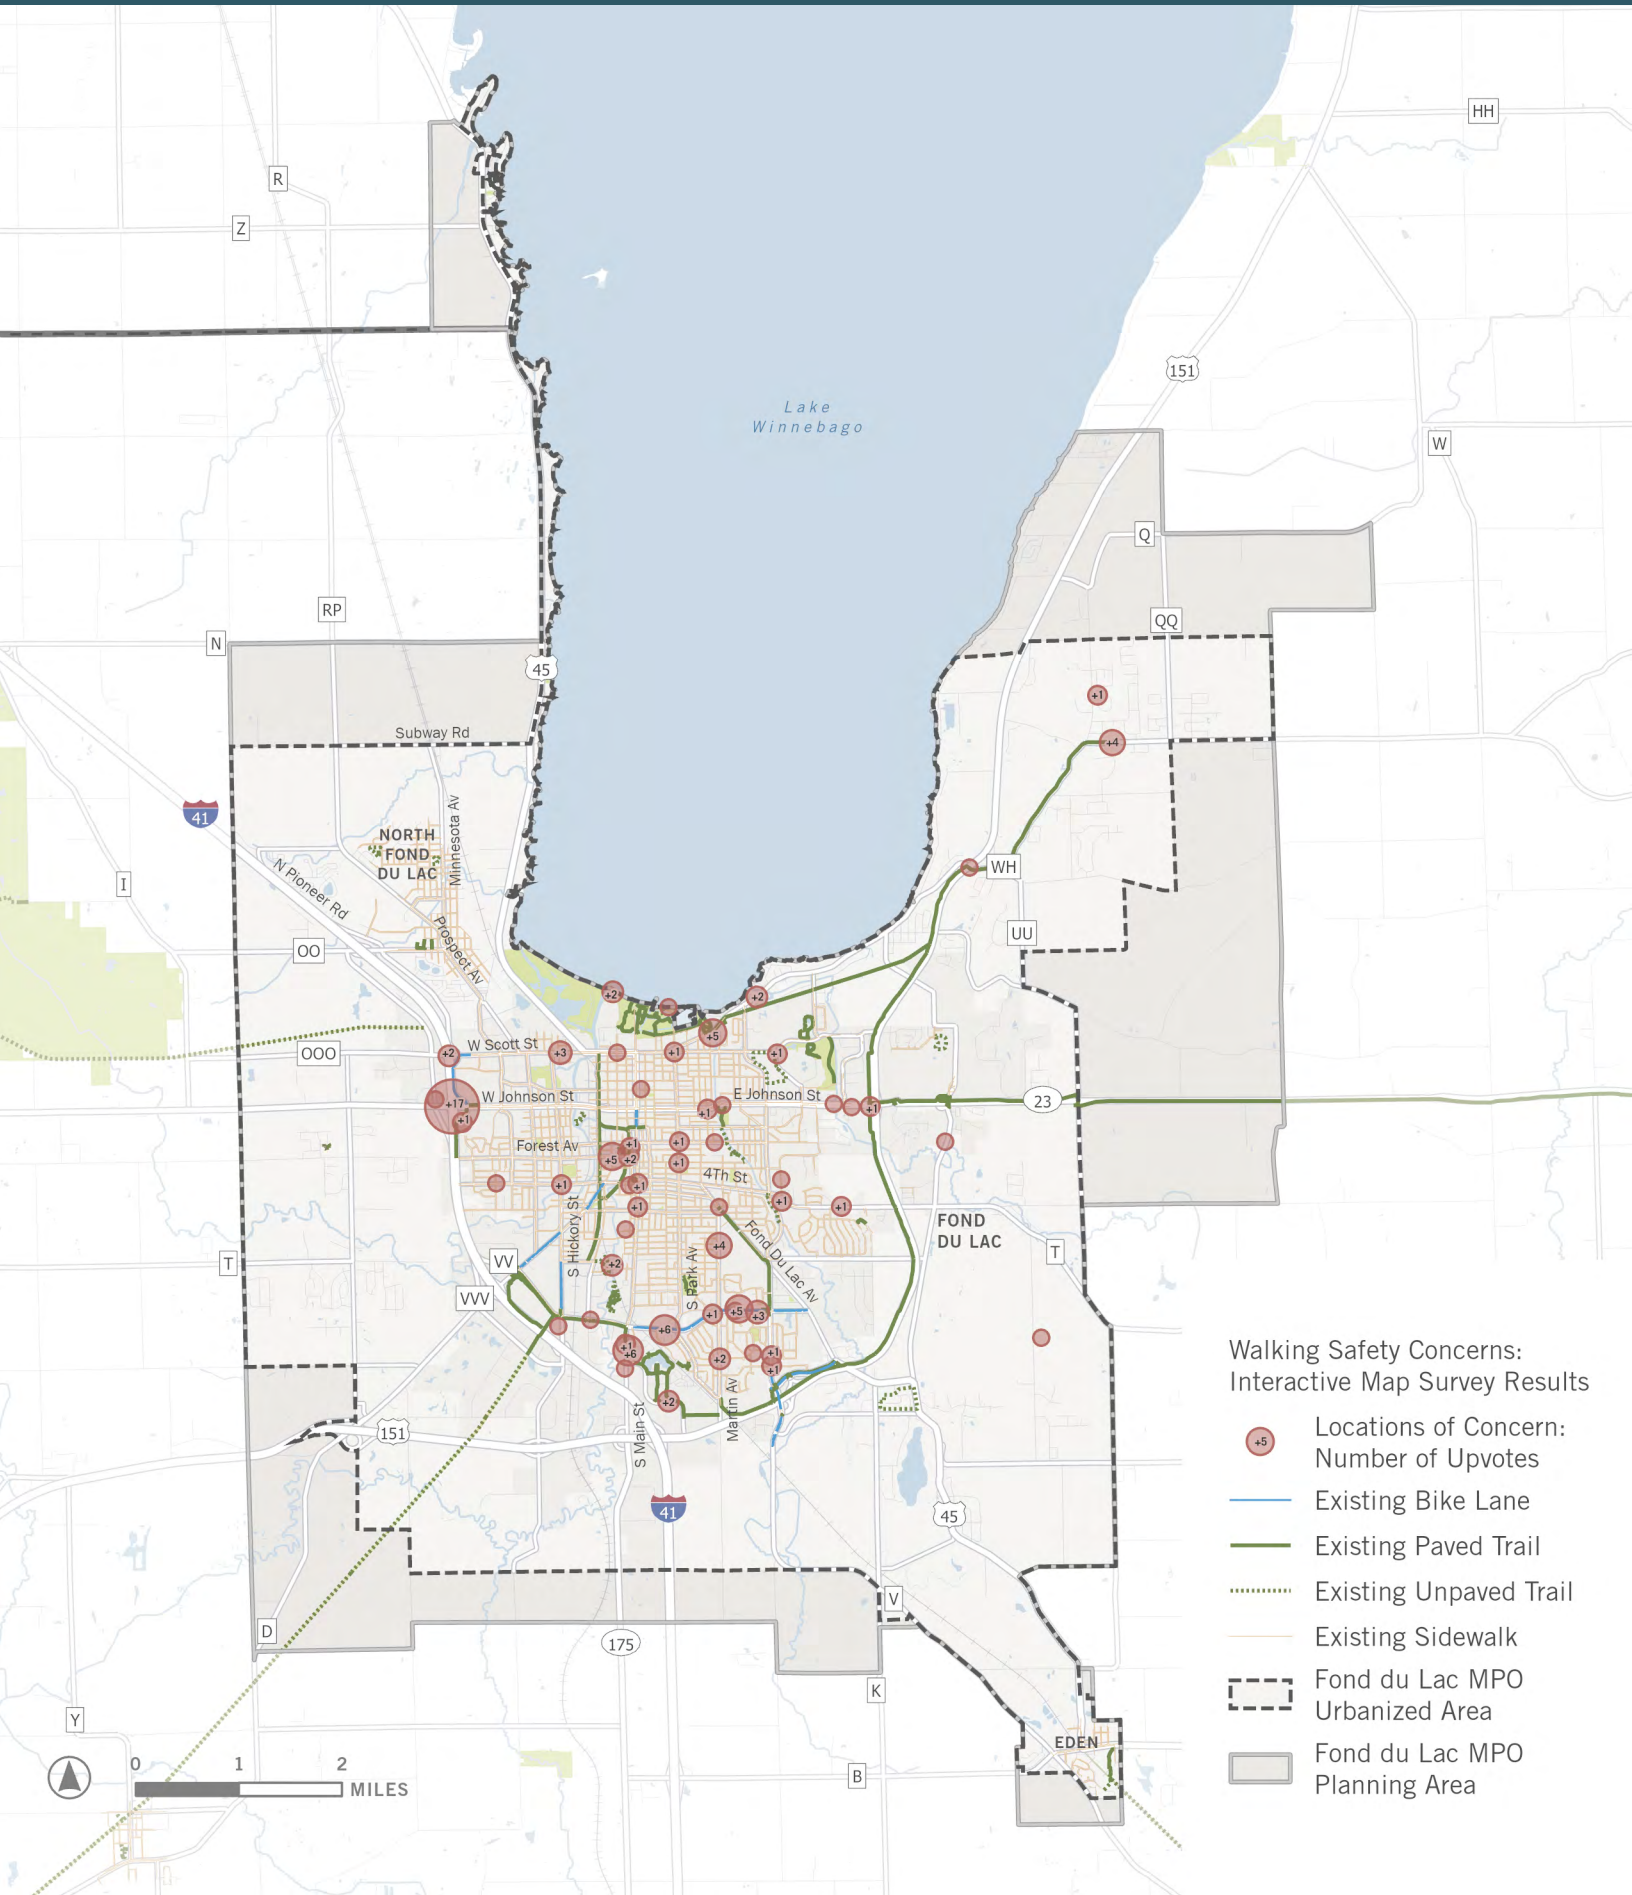 HH
R
Z
151
Lake
Winnebago
W
Q
RP
QQ
N
45
+1
Subway Rd
+4
41
NORTH
FOND
DU LAC
Minnesota Av
N Pioneer Rd
WH
I
Prospect Av
UU
OO
+2
+2
+5
W Scott St
OOO
+2
+3
+1
+1
W Johnson St
E Johnson St
+17
+1
+1
+1
23
Forest Av
+1
+5
+2
+1
+1
4Th St
+1
+1
+1
+1
+1
S Hickory St
FOND
DU LAC
Fond Du Lac Av
+4
T
T
VV
+2
S Park Av
VVV
+1
+5
+3
+6
+1
+6
+2
+1
+1
Walking Safety Concerns:
Interactive Map Survey Results
+2
Martin Av
S Main St
151
+5
Locations of Concern:
Number of Upvotes
Existing Bike Lane
41
45
Existing Paved Trail
Existing Unpaved Trail
V
D
175
Existing Sidewalk
K
Fond du Lac MPO
Urbanized Area
Y
EDEN
Fond du Lac MPO
Planning Area
B
0 1 2
MILES